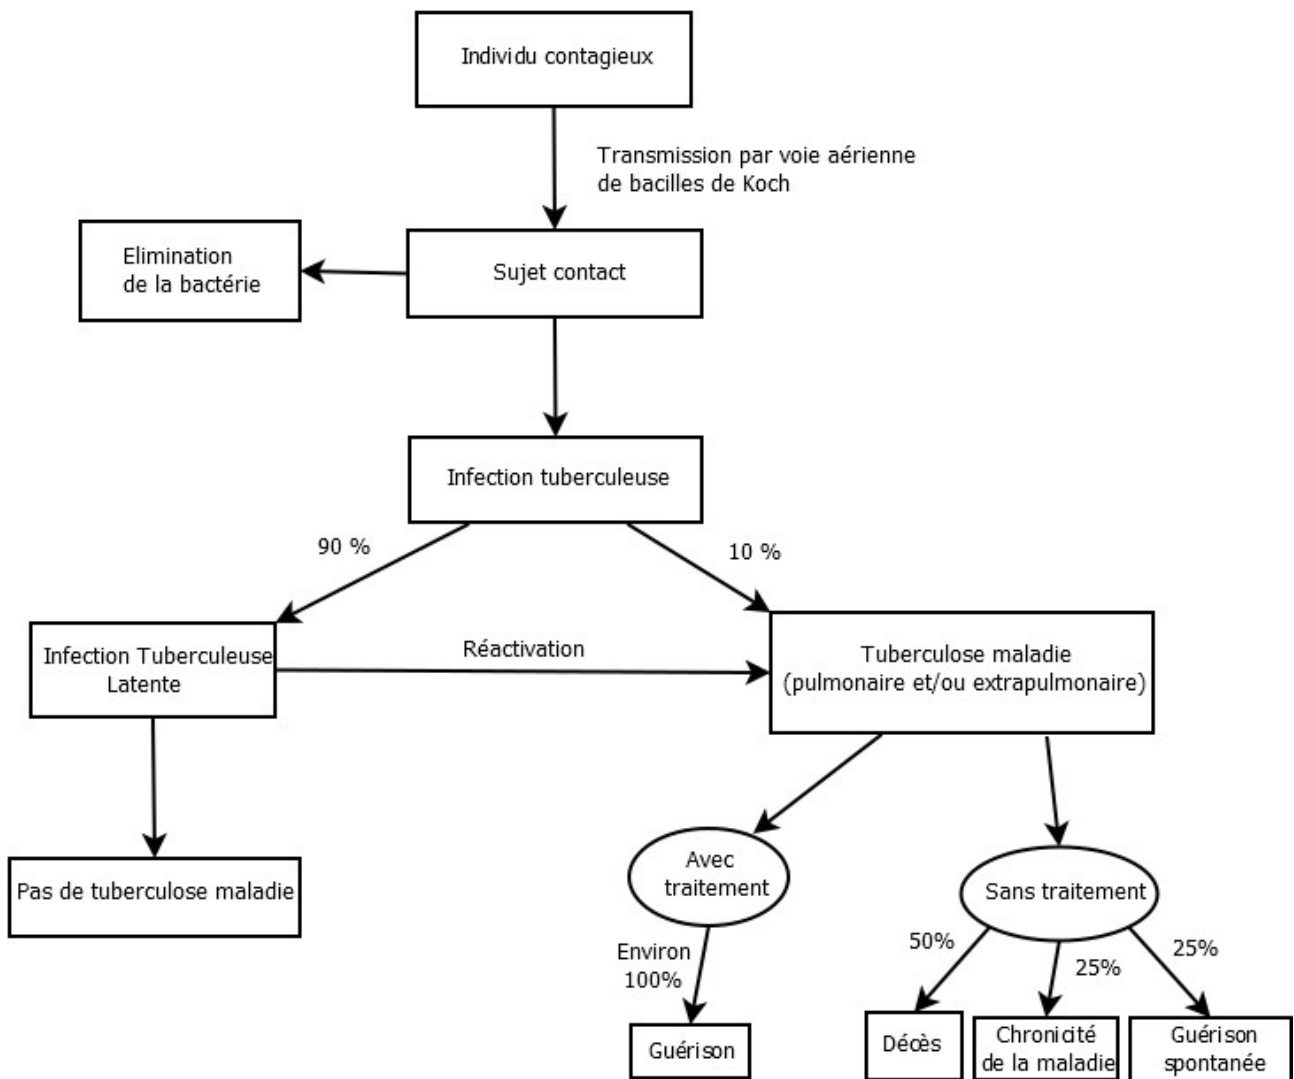 Individu contagieux
Transmission par voie aérienne
de bacilles de Koch
Elimination
de la bactérie
Sujet contact
Infection tuberculeuse
90 %
10 %
Infection Tuberculeuse
Latente
Réactivation
Tuberculose maladie
(pulmonaire et/ou extrapulmonaire)
Pas de tuberculose maladie
Avec
traitement
Sans traitement
Environ
100%
50%
25%
25%
Guérison
Décès
Chronicité
de la maladie
Guérison
spontanée